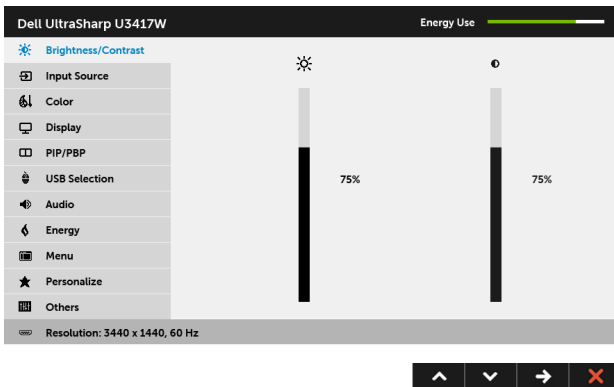 Dell UltraSharp U3417W
Energy Use
Brightness/Contrast
Input Source
Color
Display
PIP/PBP
USB Selection
Audio
Energy
Menu
Personalize
Others
75%
75%
Resolution: 3440 x 1440, 60 Hz